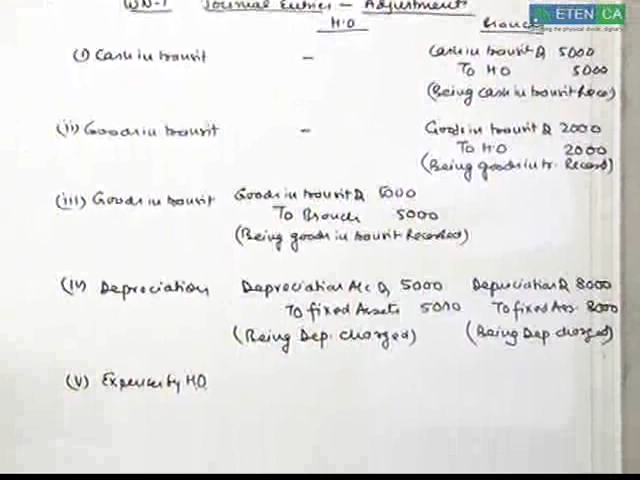 WN-1 Journal Entries - Adjustments
H.O Branch
ETEN CA
(i) Cash in transit - Cash in transit Dr 5000
To HO 5000
(Being cash in transit Reco)
(ii) Goods in transit - Goods in transit Dr 2000
To H.O 2000
(Being goods in tr. Record)
(iii) Goods in transit Goods in transit Dr 5000
To Branch 5000
(Being goods in transit Recorded)
(iv) Depreciation Depreciation A/c Dr 5000 Depreciation Dr 8000
To fixed Assets 5000 To fixed Ass. 8000
(Being Dep. charged) (Being Dep. charged)
(v) Expenses by H.O